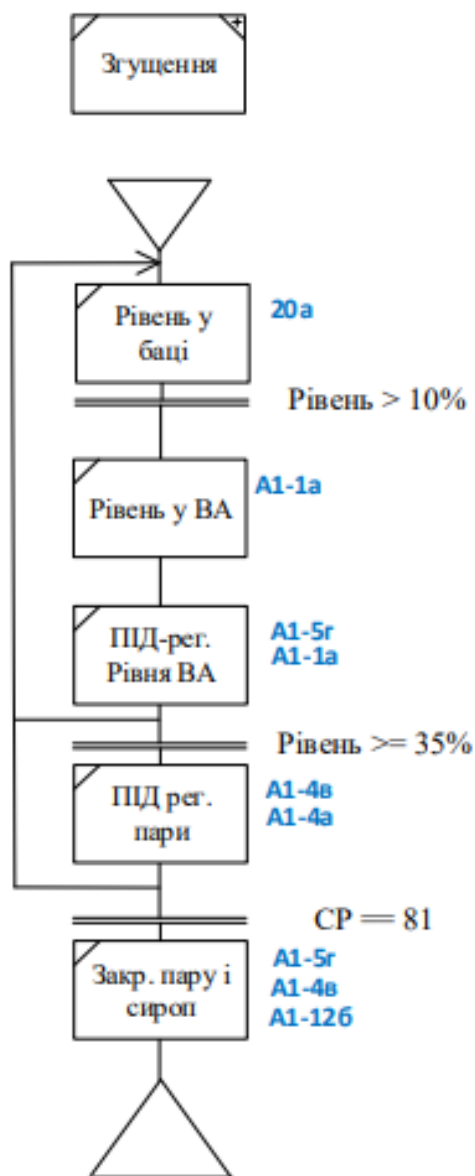 Згущення
Рівень у
баці
20а
Рівень > 10%
Рівень у ВА
А1-1а
ПІД-рег.
Рівня ВА
А1-5г
А1-1а
Рівень >= 35%
ПІД рег.
пари
А1-4в
А1-4а
СР == 81
Закр. пару і
сироп
А1-5г
А1-4в
А1-12б